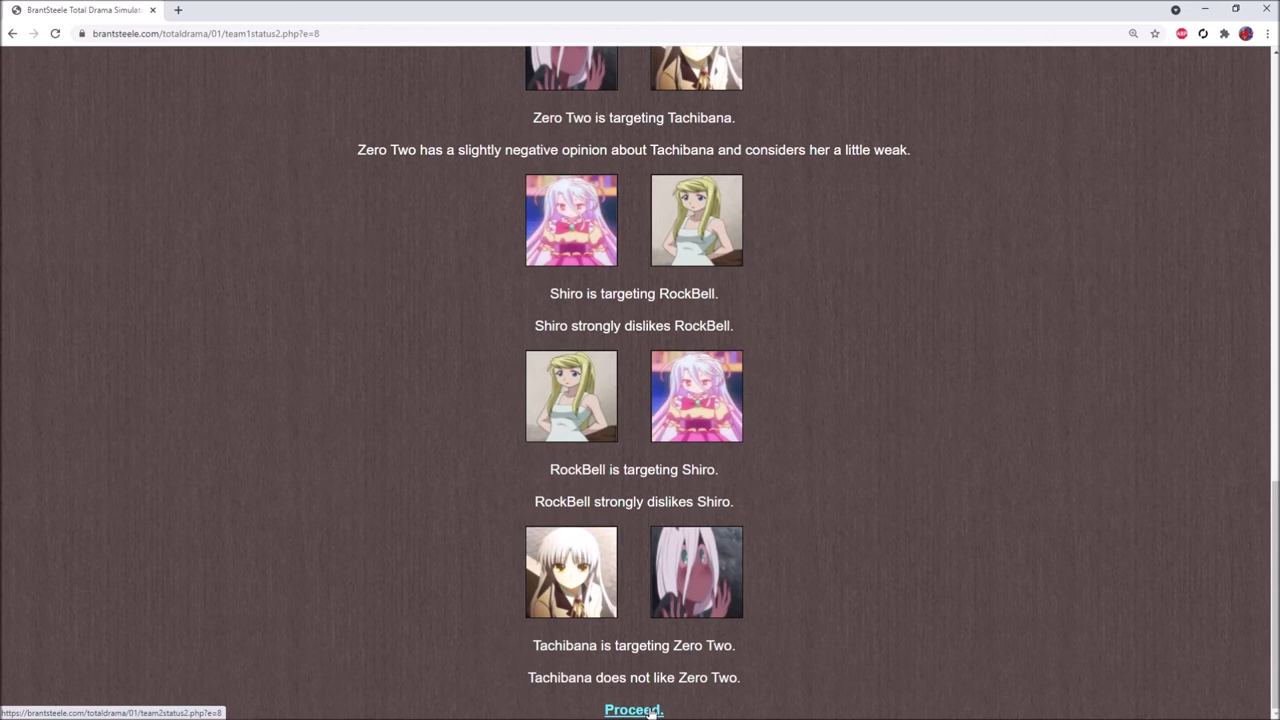 BrantSteele Total Drama Simulat
brantsteele.com/totaldrama/01/team1status2.php?e=8
ABP
Zero Two is targeting Tachibana.
Zero Two has a slightly negative opinion about Tachibana and considers her a little weak.
Shiro is targeting RockBell.
Shiro strongly dislikes RockBell.
RockBell is targeting Shiro.
RockBell strongly dislikes Shiro.
Tachibana is targeting Zero Two.
Tachibana does not like Zero Two.
Proceed.
https://brantsteele.com/totaldrama/01/team2status2.php?e=8